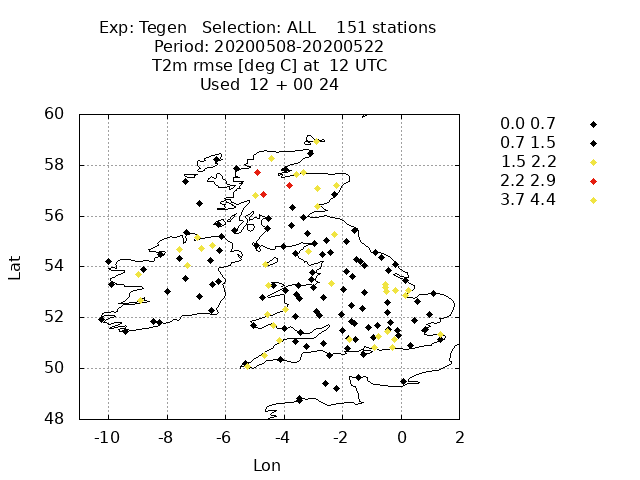 Exp: Tegen   Selection: ALL    151 stations
Period: 20200508-20200522
T2m rmse [deg C] at  12 UTC
Used  12 + 00 24
0.0 0.7
0.7 1.5
1.5 2.2
2.2 2.9
3.7 4.4
60
58
56
54
52
50
48
Lat
-10 -8 -6 -4 -2 0 2
Lon